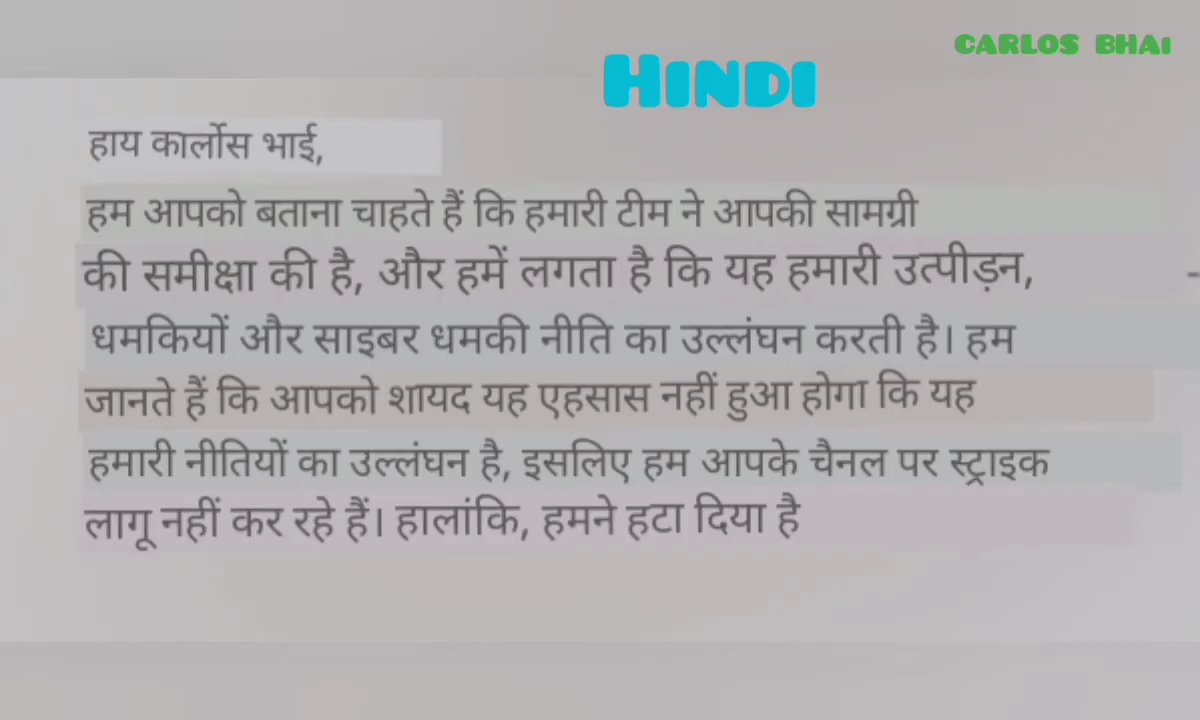 CARLOS BHAI
HINDI
हाय कार्लोस भाई,
हम आपको बताना चाहते हैं कि हमारी टीम ने आपकी सामग्री
की समीक्षा की है, और हमें लगता है कि यह हमारी उत्पीड़न,
धमकियों और साइबर धमकी नीति का उल्लंघन करती है। हम
जानते हैं कि आपको शायद यह एहसास नहीं हुआ होगा कि यह
हमारी नीतियों का उल्लंघन है, इसलिए हम आपके चैनल पर स्ट्राइक
लागू नहीं कर रहे हैं। हालांकि, हमने हटा दिया है